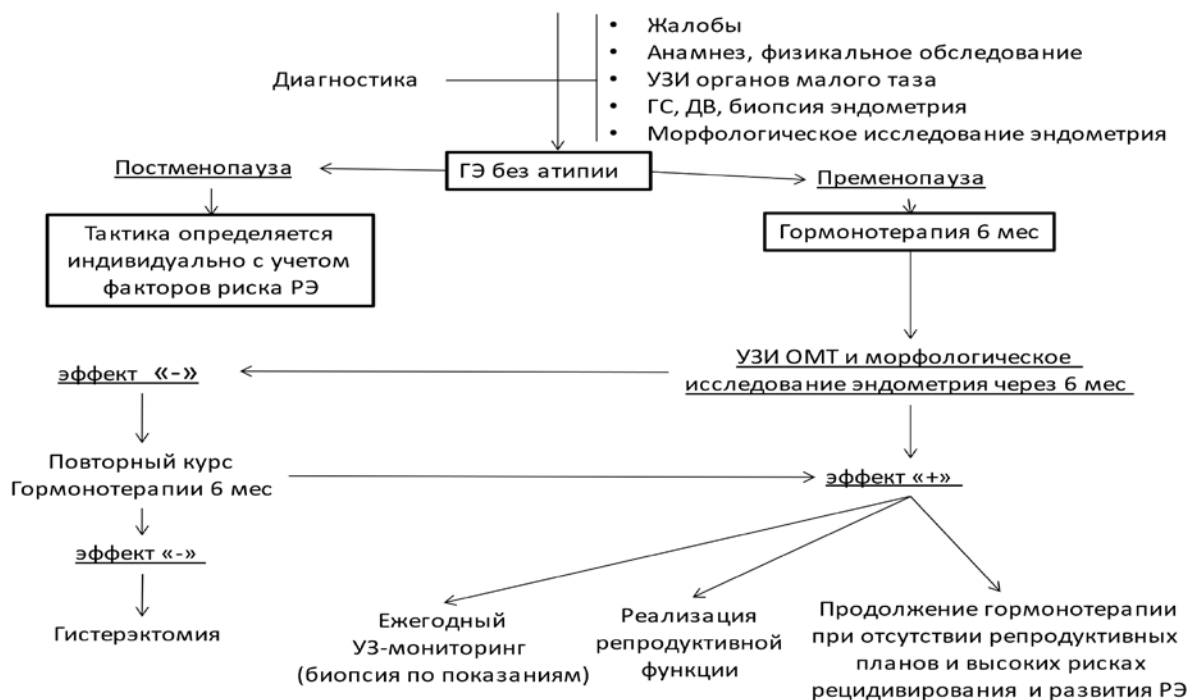 • Жалобы
• Анамнез, физикальное обследование
Диагностика
• УЗИ органов малого таза
• ГС, ДВ, биопсия эндометрия
• Морфологическое исследование эндометрия
Постменопауза
ГЭ без атипии
Пременопауза
Тактика определяется
индивидуально с учетом
факторов риска РЭ
Гормонотерапия 6 мес
УЗИ ОМТ и морфологическое
исследование эндометрия через 6 мес
эффект «-»
Повторный курс
Гормонотерапии 6 мес
эффект «+»
эффект «-»
Гистерэктомия
Ежегодный
УЗ-мониторинг
(биопсия по показаниям)
Реализация
репродуктивной
функции
Продолжение гормонотерапии
при отсутствии репродуктивных
планов и высоких рисках
рецидивирования и развития РЭ